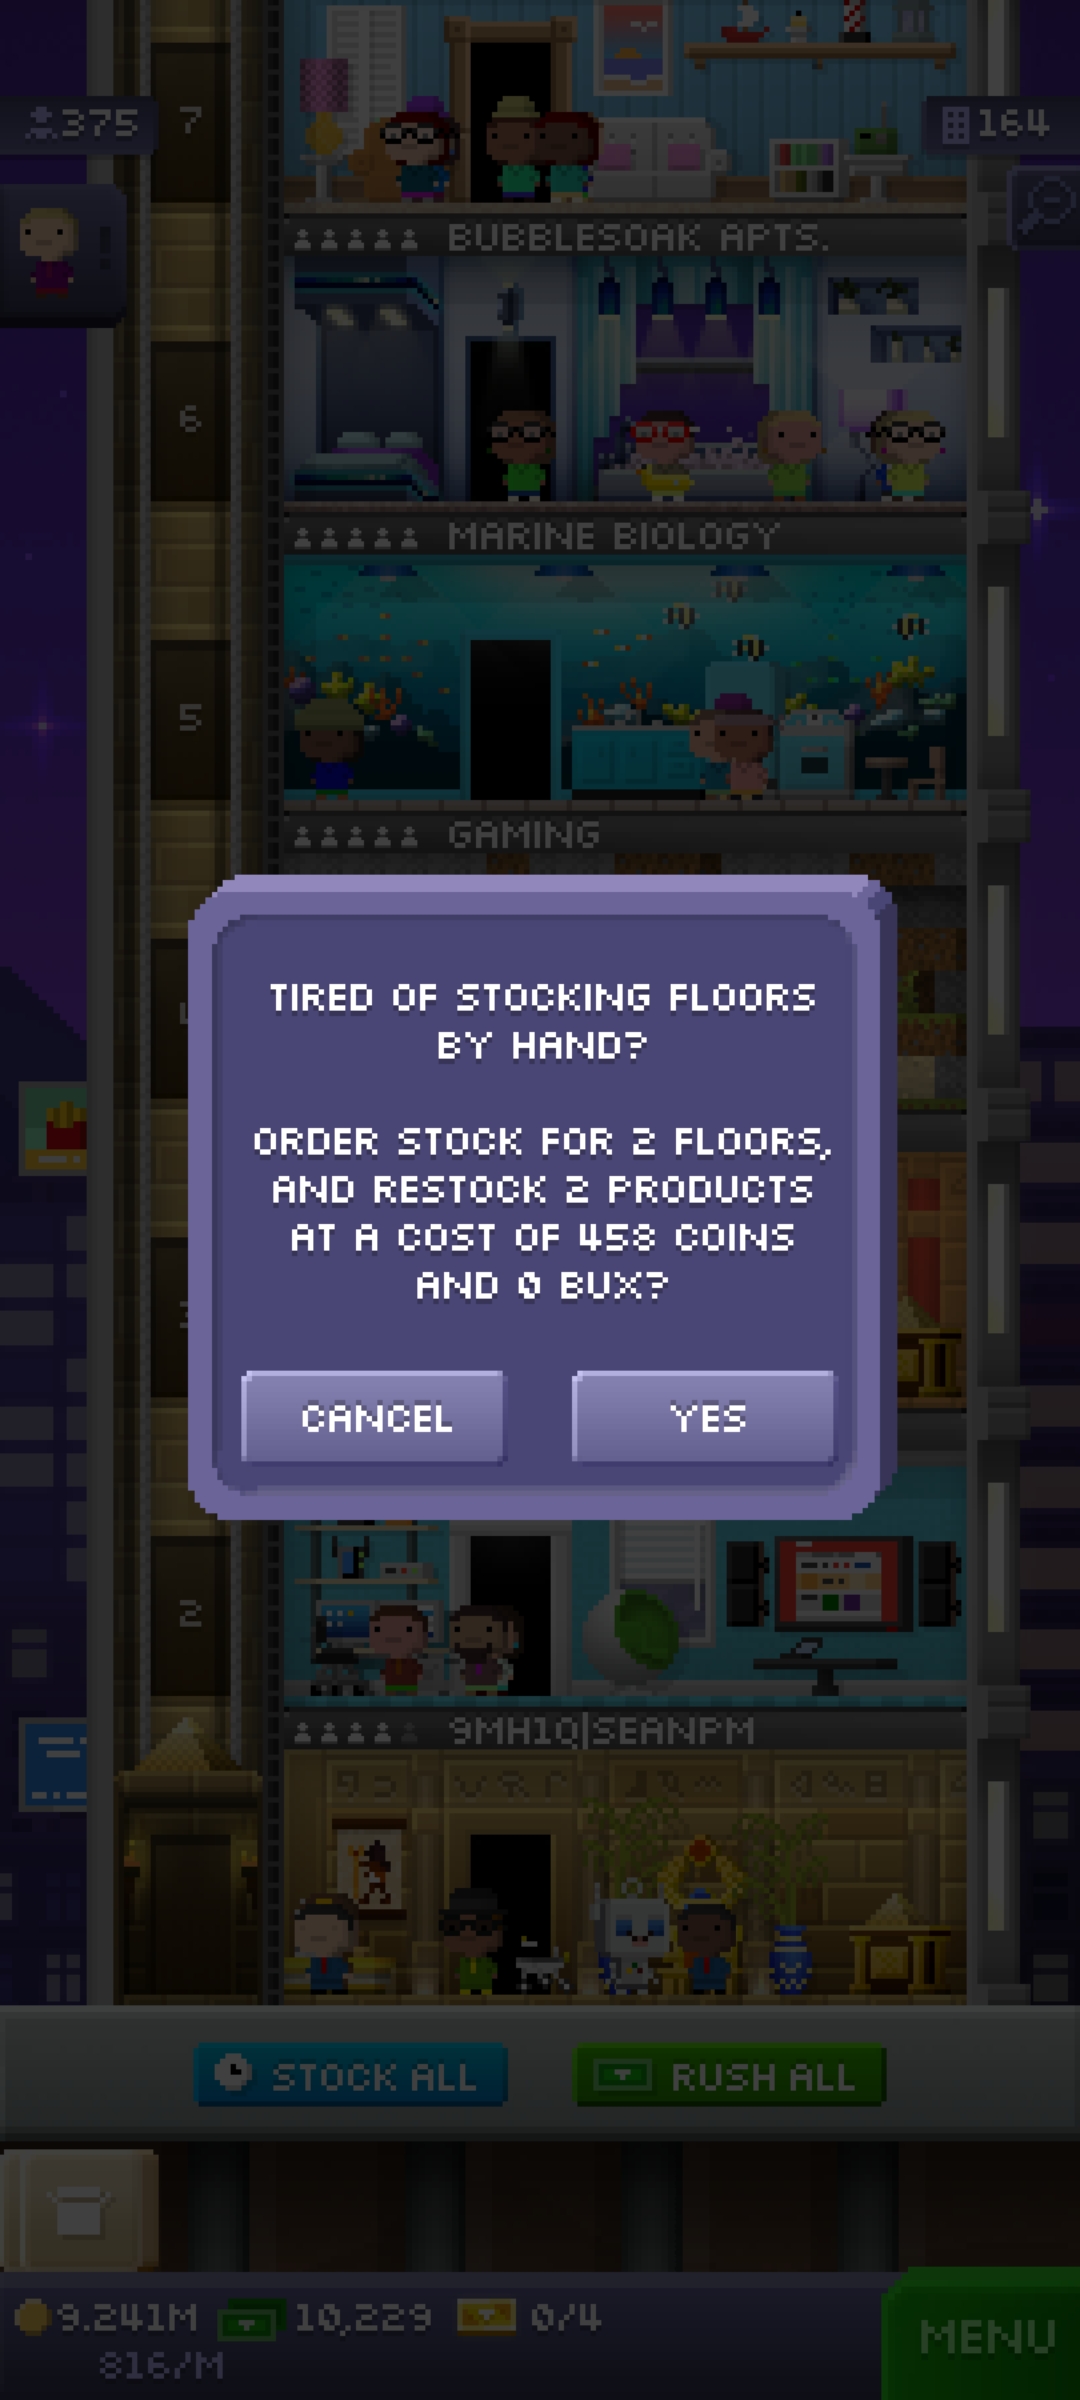 7
375
164
BUBBLESOAK APTS.
6
MARINE BIOLOGY
5
GAMING
TIRED OF STOCKING FLOORS
BY HAND?
ORDER STOCK FOR 2 FLOORS,
AND RESTOCK 2 PRODUCTS
AT A COST OF 458 COINS
AND 0 BUX?
CANCEL
YES
2
9MH1Q|SEANPM
STOCK ALL
RUSH ALL
9.241M
10,229
0/4
816/M
MENU